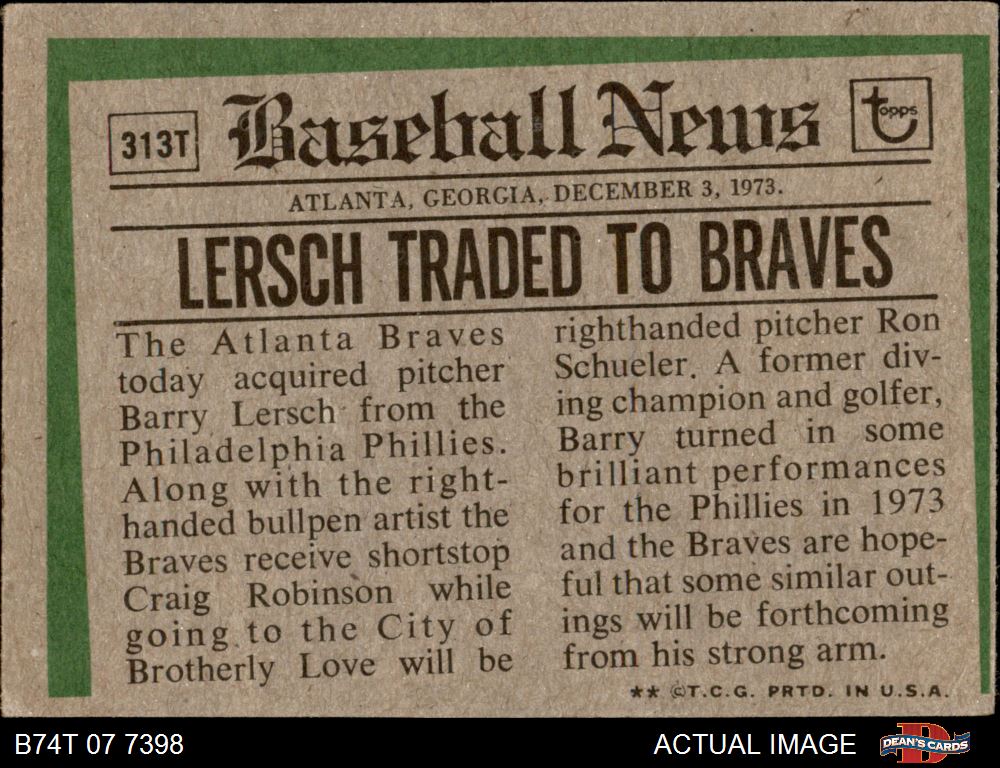 313T
Baseball News
topps
ATLANTA, GEORGIA, DECEMBER 3, 1973.
LERSCH TRADED TO BRAVES
The Atlanta Braves
today acquired pitcher
Barry Lersch from the
Philadelphia Phillies.
Along with the right-
handed bullpen artist the
Braves receive shortstop
Craig Robinson while
going to the City of
Brotherly Love will be
righthanded pitcher Ron
Schueler. A former div-
ing champion and golfer,
Barry turned in some
brilliant performances
for the Phillies in 1973
and the Braves are hope-
ful that some similar out-
ings will be forthcoming
from his strong arm.
** ©T.C.G. PRTD. IN U.S.A.
B74T 07 7398
ACTUAL IMAGE
DEAN'S CARDS